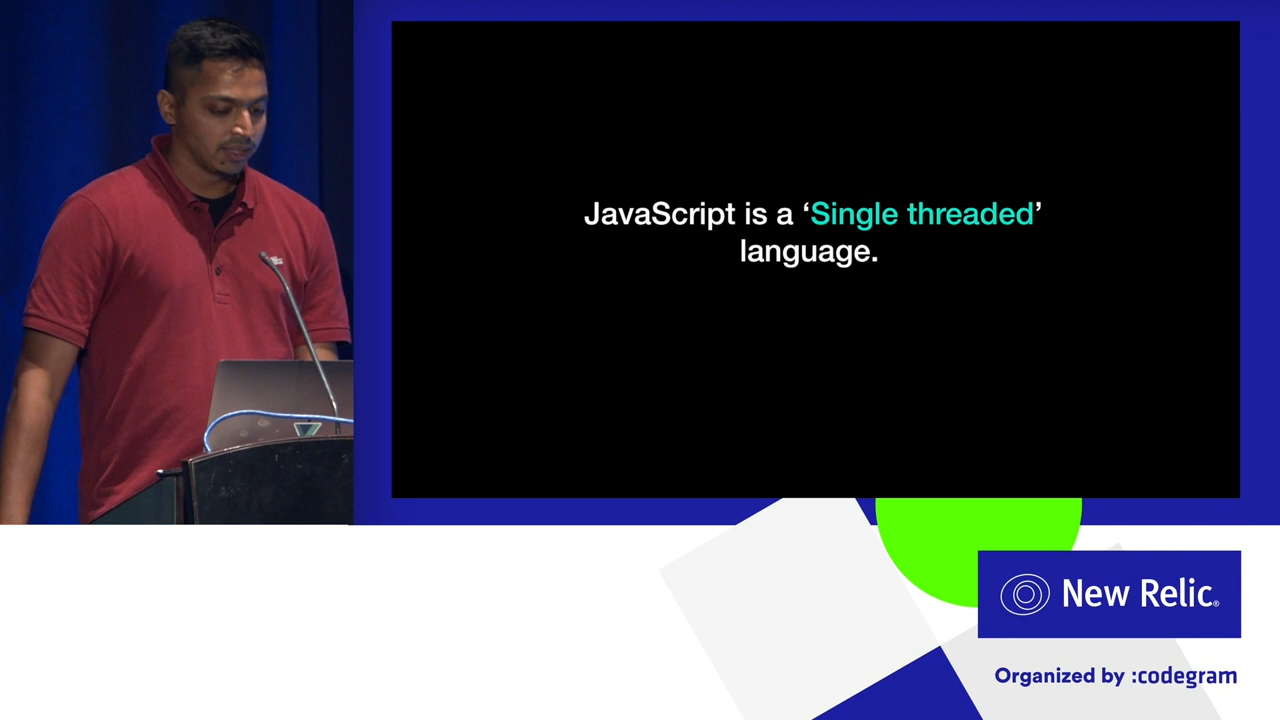 JavaScript is a ‘Single threaded’
language.
New Relic®
Organized by :codegram